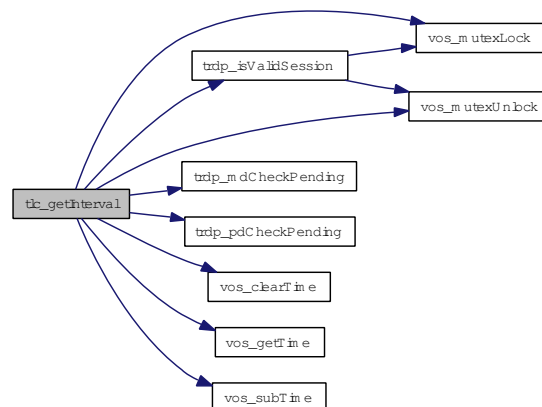 vos_mutexLock
trdp_isValidSession
vos_mutexUnlock
trdp_mdCheckPending
tlc_getInterval
trdp_pdCheckPending
vos_clearTime
vos_getTime
vos_subTime